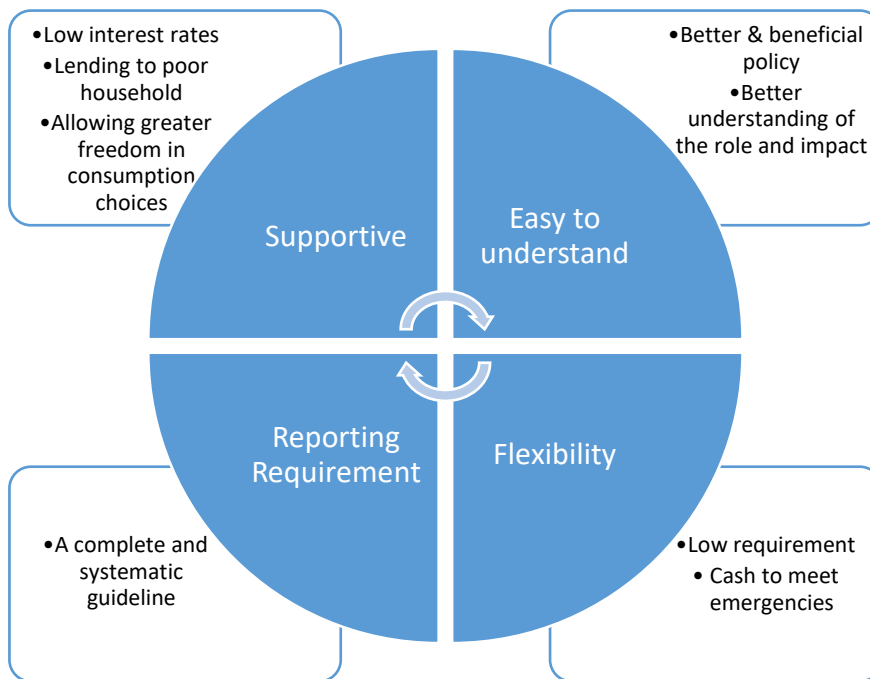 •Low interest rates
•Lending to poor
household
•Allowing greater
freedom in
consumption
choices
Supportive
•Better & beneficial
policy
•Better
understanding of
the role and impact
Easy to
understand
•A complete and
systematic
guideline
Reporting
Requirement
•Low requirement
• Cash to meet
emergencies
Flexibility